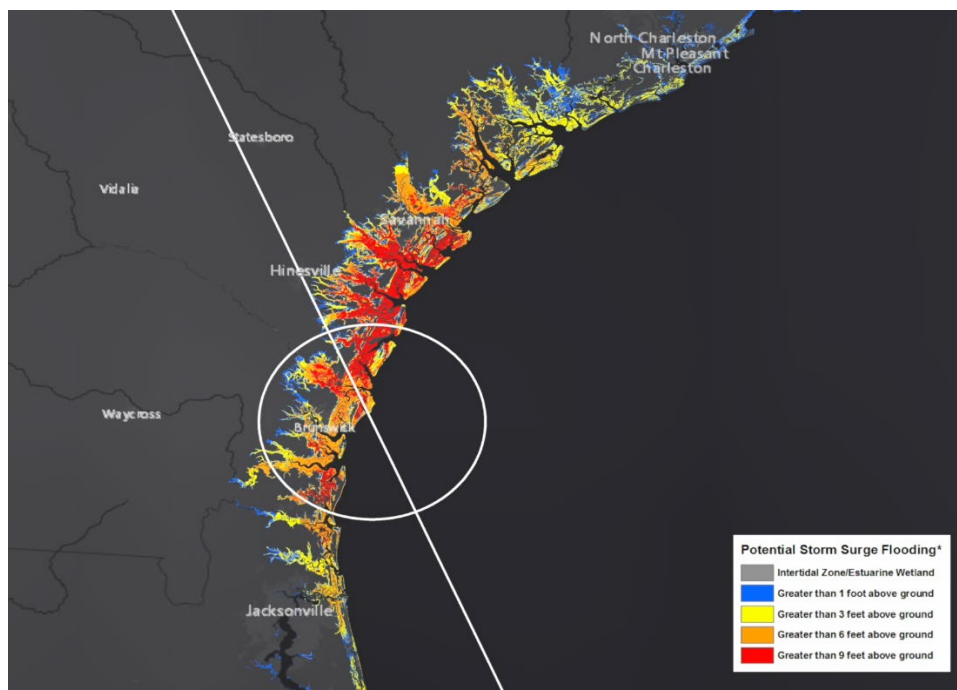 North Charleston
Mt Pleasant
Charleston
Statesboro
Vidalia
Savannah
Hinesville
Waycross
Brunswick
Jacksonville
Potential Storm Surge Flooding*
Intertidal Zone/Estuarine Wetland
Greater than 1 foot above ground
Greater than 3 feet above ground
Greater than 6 feet above ground
Greater than 9 feet above ground